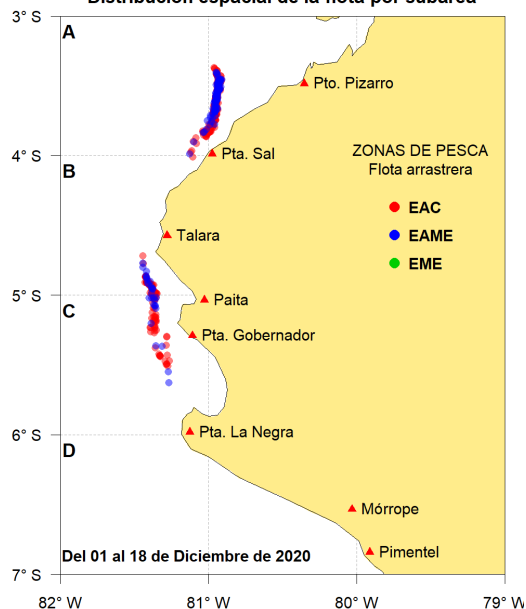 Distribución espacial de la flota por subárea
3° S
A
Pto. Pizarro
4° S
Pta. Sal
ZONAS DE PESCA
B
Flota arrastrera
EAC
Talara
EAME
EME
5° S
Paita
C
Pta. Gobernador
6° S
Pta. La Negra
D
Mórrope
Del 01 al 18 de Diciembre de 2020
Pimentel
7° S
82° W
81° W
80° W
79° W